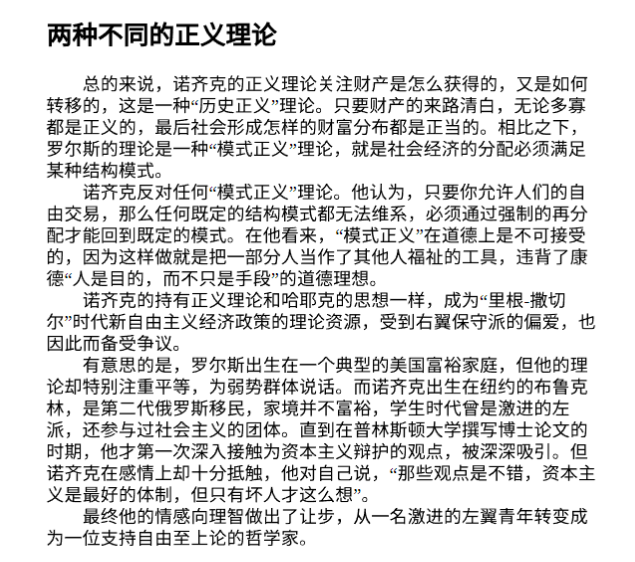 两种不同的正义理论
总的来说，诺齐克的正义理论关注财产是怎么获得的，又是如何
转移的，这是一种“历史正义”理论。只要财产的来路清白，无论多寡
都是正义的，最后社会形成怎样的财富分布都是正当的。相比之下，
罗尔斯的理论是一种“模式正义”理论，就是社会经济的分配必须满足
某种结构模式。
诺齐克反对任何“模式正义”理论。他认为，只要你允许人们的自
由交易，那么任何既定的结构模式都无法维系，必须通过强制的再分
配才能回到既定的模式。在他看来，“模式正义”在道德上是不可接受
的，因为这样做就是把一部分人当作了其他人福祉的工具，违背了康
德“人是目的，而不只是手段”的道德理想。
诺齐克的持有正义理论和哈耶克的思想一样，成为“里根-撒切
尔”时代新自由主义经济政策的理论资源，受到右翼保守派的偏爱，也
因此而备受争议。
有意思的是，罗尔斯出生在一个典型的美国富裕家庭，但他的理
论却特别注重平等，为弱势群体说话。而诺齐克出生在纽约的布鲁克
林，是第二代俄罗斯移民，家境并不富裕，学生时代曾是激进的左
派，还参与过社会主义的团体。直到在普林斯顿大学撰写博士论文的
时期，他才第一次深入接触为资本主义辩护的观点，被深深吸引。但
诺齐克在感情上却十分抵触，他对自己说，“那些观点是不错，资本主
义是最好的体制，但只有坏人才这么想”。
最终他的情感向理智做出了让步，从一名激进的左翼青年转变成
为一位支持自由至上论的哲学家。